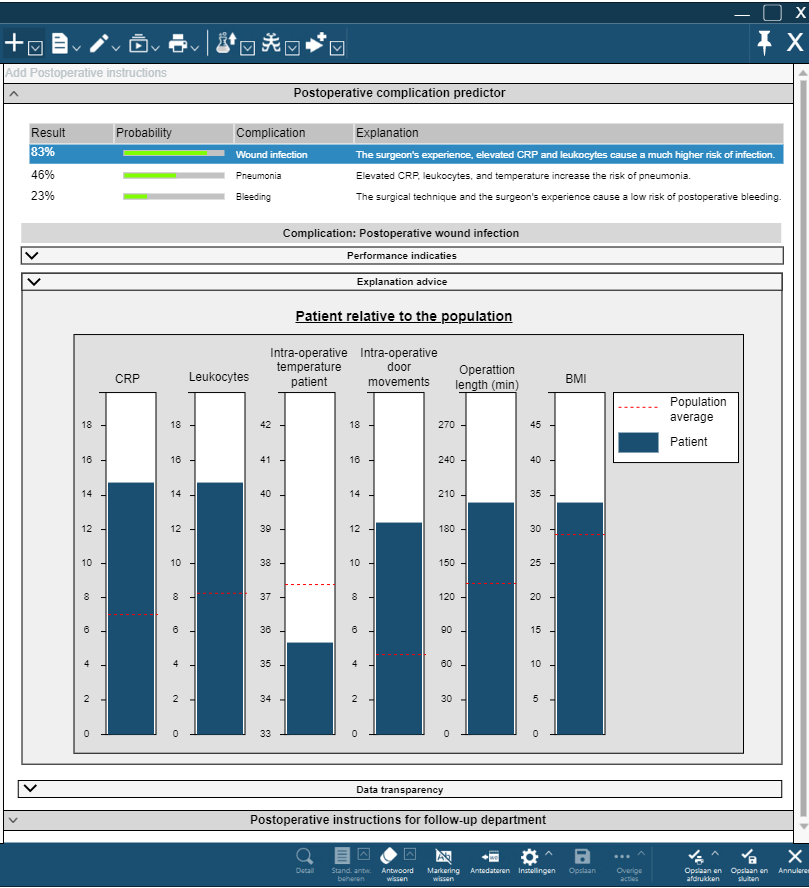 X
X
Add Postoperative instructions
Postoperative complication predictor
Result Probability Complication Explanation
83% Wound infection The surgeon's experience, elevated CRP and leukocytes cause a much higher risk of infection.
46% Pneumonia Elevated CRP, leukocytes, and temperature increase the risk of pneumonia.
23% Bleeding The surgical technique and the surgeon's experience cause a low risk of postoperative bleeding.
Complication: Postoperative wound infection
Performance indicaties
Explanation advice
Patient relative to the population
CRP
Leukocytes
Intra-operative
temperature
patient
Intra-operative
door
movements
Operattion
length (min)
BMI
Population
average
Patient
18 18 42 18 270 45
16 16 41 16 240 40
14 14 40 14 210 35
12 12 39 12 180 30
10 10 38 10 150 25
8 8 37 8 120 20
6 6 36 6 90 15
4 4 35 4 60 10
2 2 34 2 30 5
0 0 33 0 0 0
Data transparency
Postoperative instructions for follow-up department
Detail
Stand. antw.
beheren
Antwoord
wissen
Markering
wissen
Antedateren
Instellingen
Opslaan
Overige
acties
Opslaan en
afdrukken
Opslaan en
sluiten
Annulere